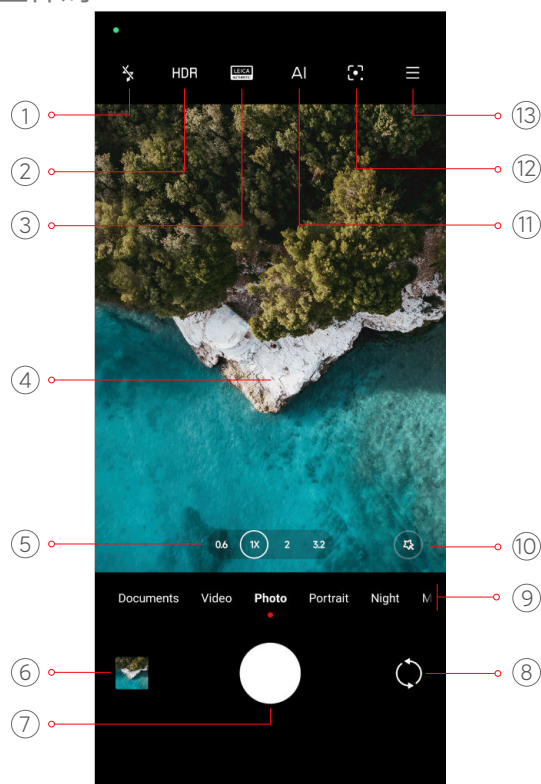 HDR
LEICA
AUTHENTIC
AI
①
②
③
④
⑤
⑥
⑦
⑧
⑨
⑩
⑪
⑫
⑬
0.6 1X 2 3.2
Documents Video Photo Portrait Night M